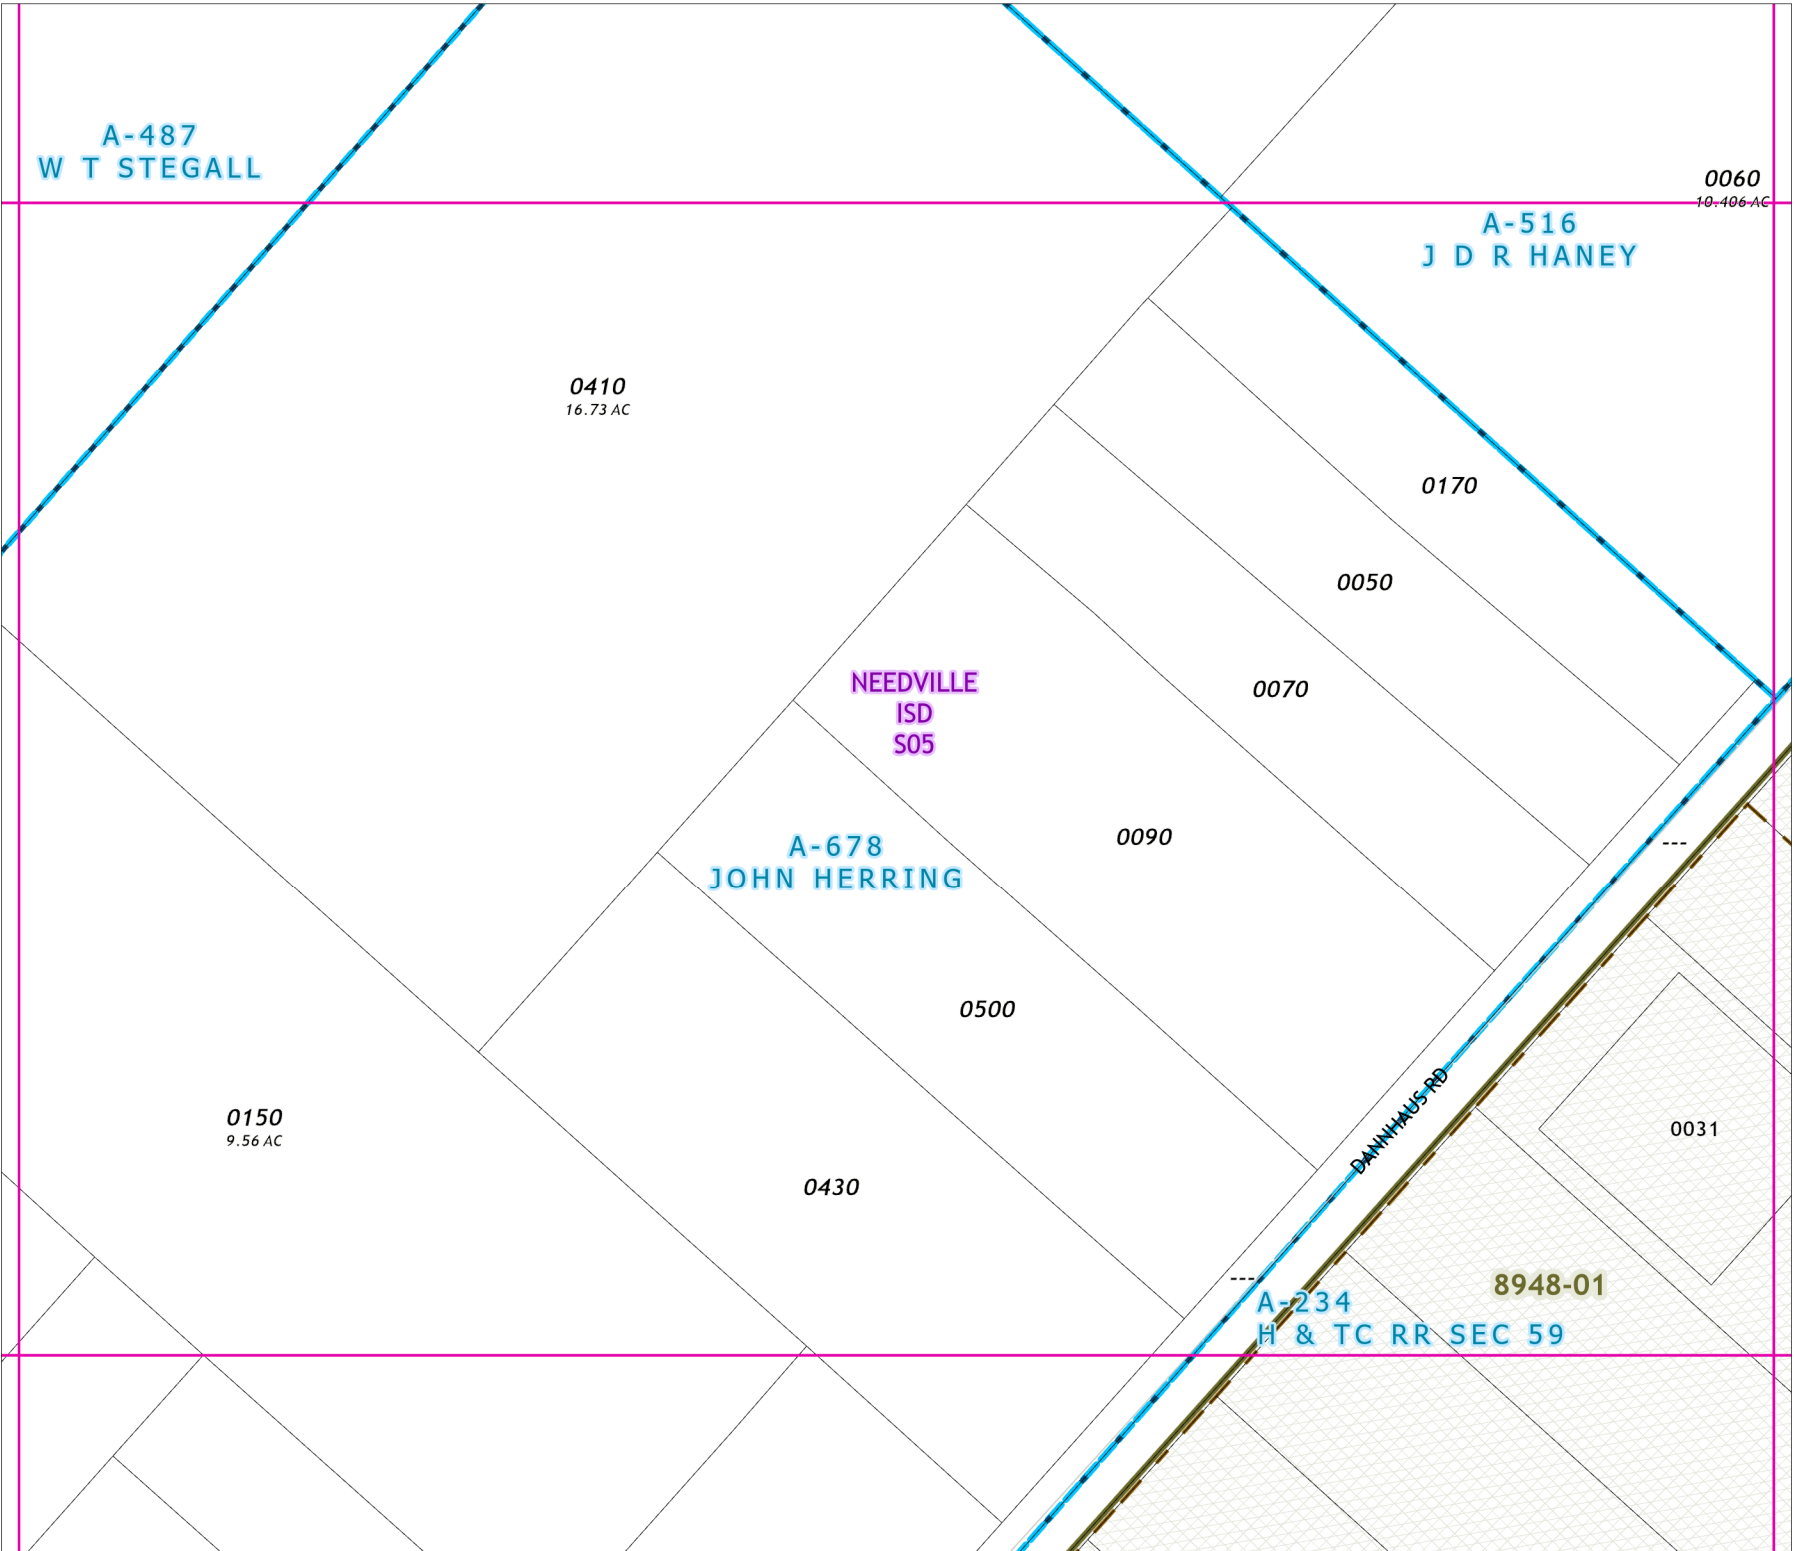 A-487
W T STEGALL
0060
10.406 AC
A-516
J D R HANEY
0410
16.73 AC
0170
0050
0070
NEEDVILLE
ISD
S05
0090
A-678
JOHN HERRING
0500
0150
9.56 AC
0430
DANNHAUS RD
0031
8948-01
A-234
H & TC RR SEC 59